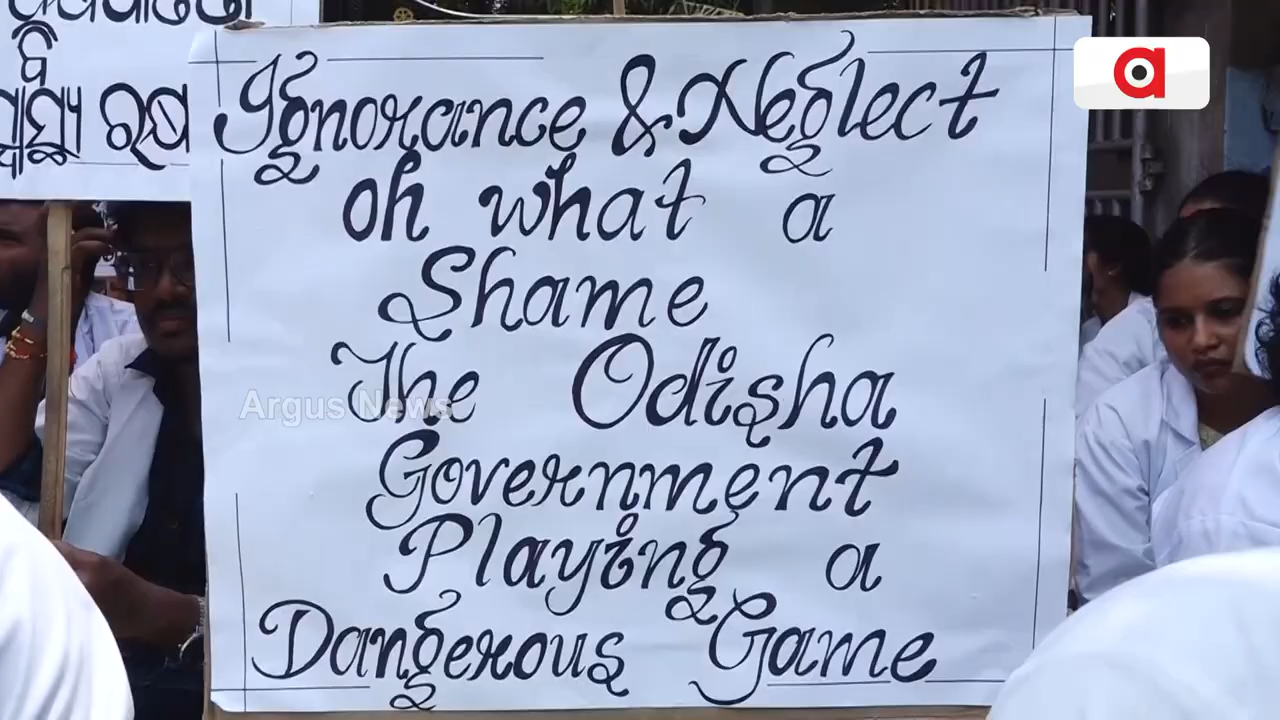 ବି
Ignorance & Neglect
oh what a
Shame
The Odisha
Government
Playing a
Dangerous Game
Argus News
a